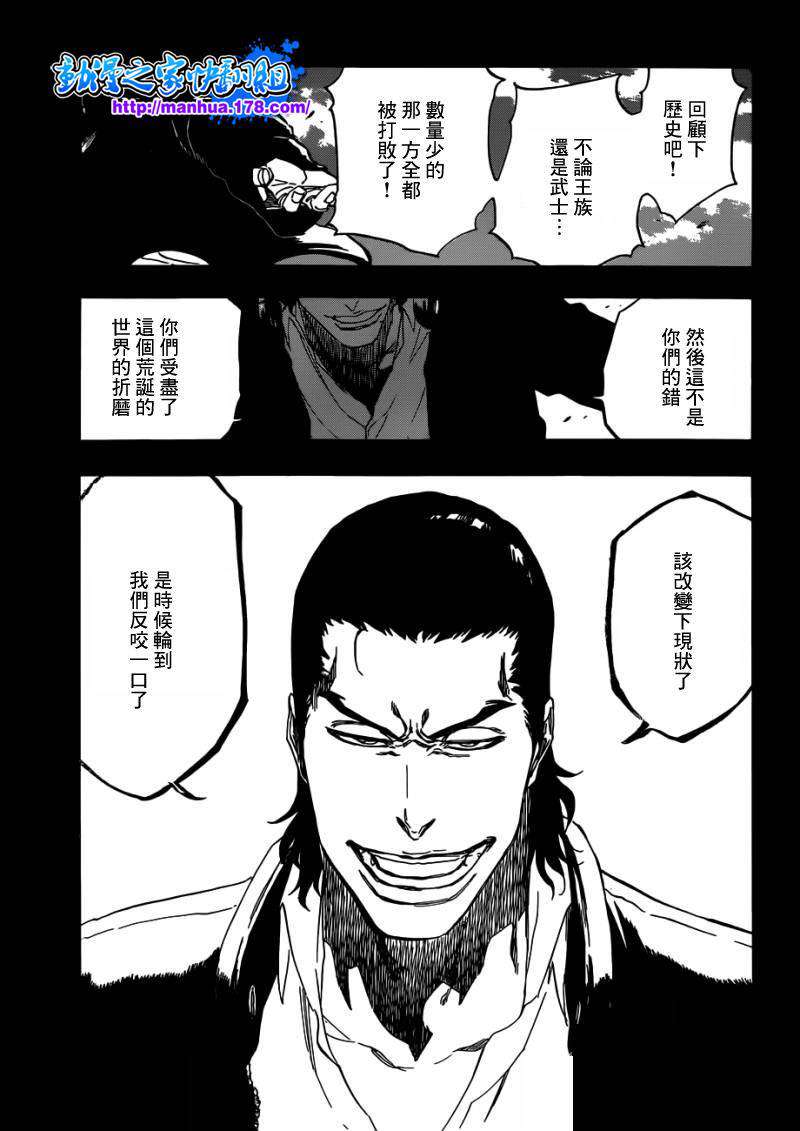 動漫之家快翻組
http://manhua.178.com/
回顧下
歷史吧！
不論王族
還是武士…
數量少的
那一方全都
被打敗了！
然後這不是
你們的錯
你們受盡了
這個荒誕的
世界的折磨
該改變下現狀了
是時候輪到
我們反咬一口了